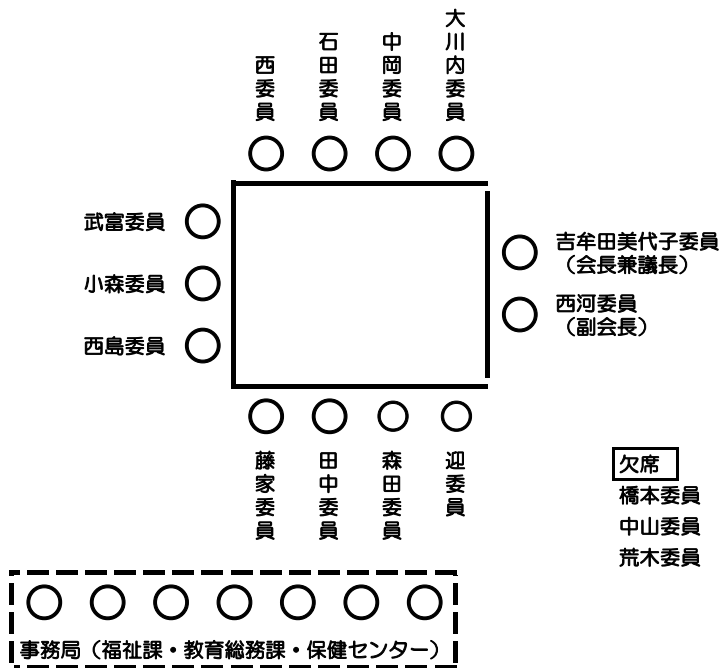 西委員
石田委員
中岡委員
大川内委員
武富委員
小森委員
西島委員
吉牟田美代子委員
（会長兼議長）
西河委員
（副会長）
藤家委員
田中委員
森田委員
迎委員
欠席
橋本委員
中山委員
荒木委員
事務局（福祉課・教育総務課・保健センター）